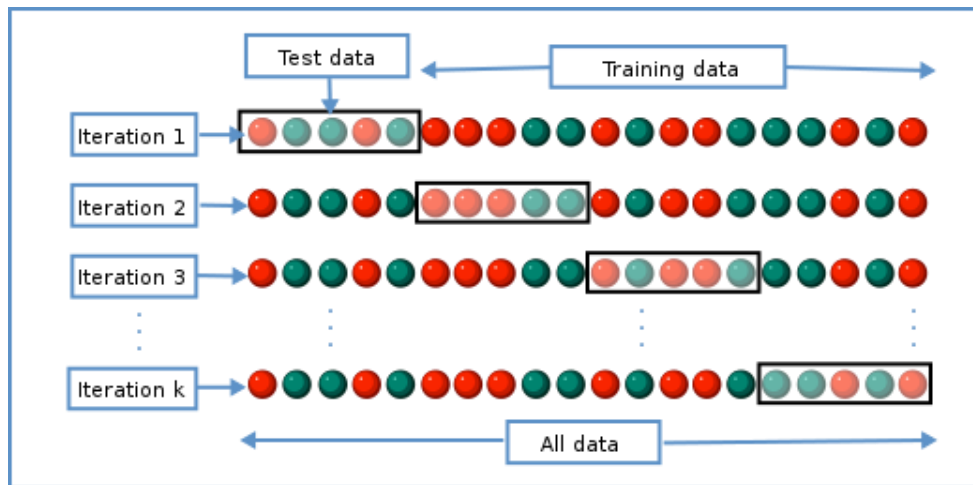 Test data
Training data
Iteration 1
Iteration 2
Iteration 3
Iteration k
All data